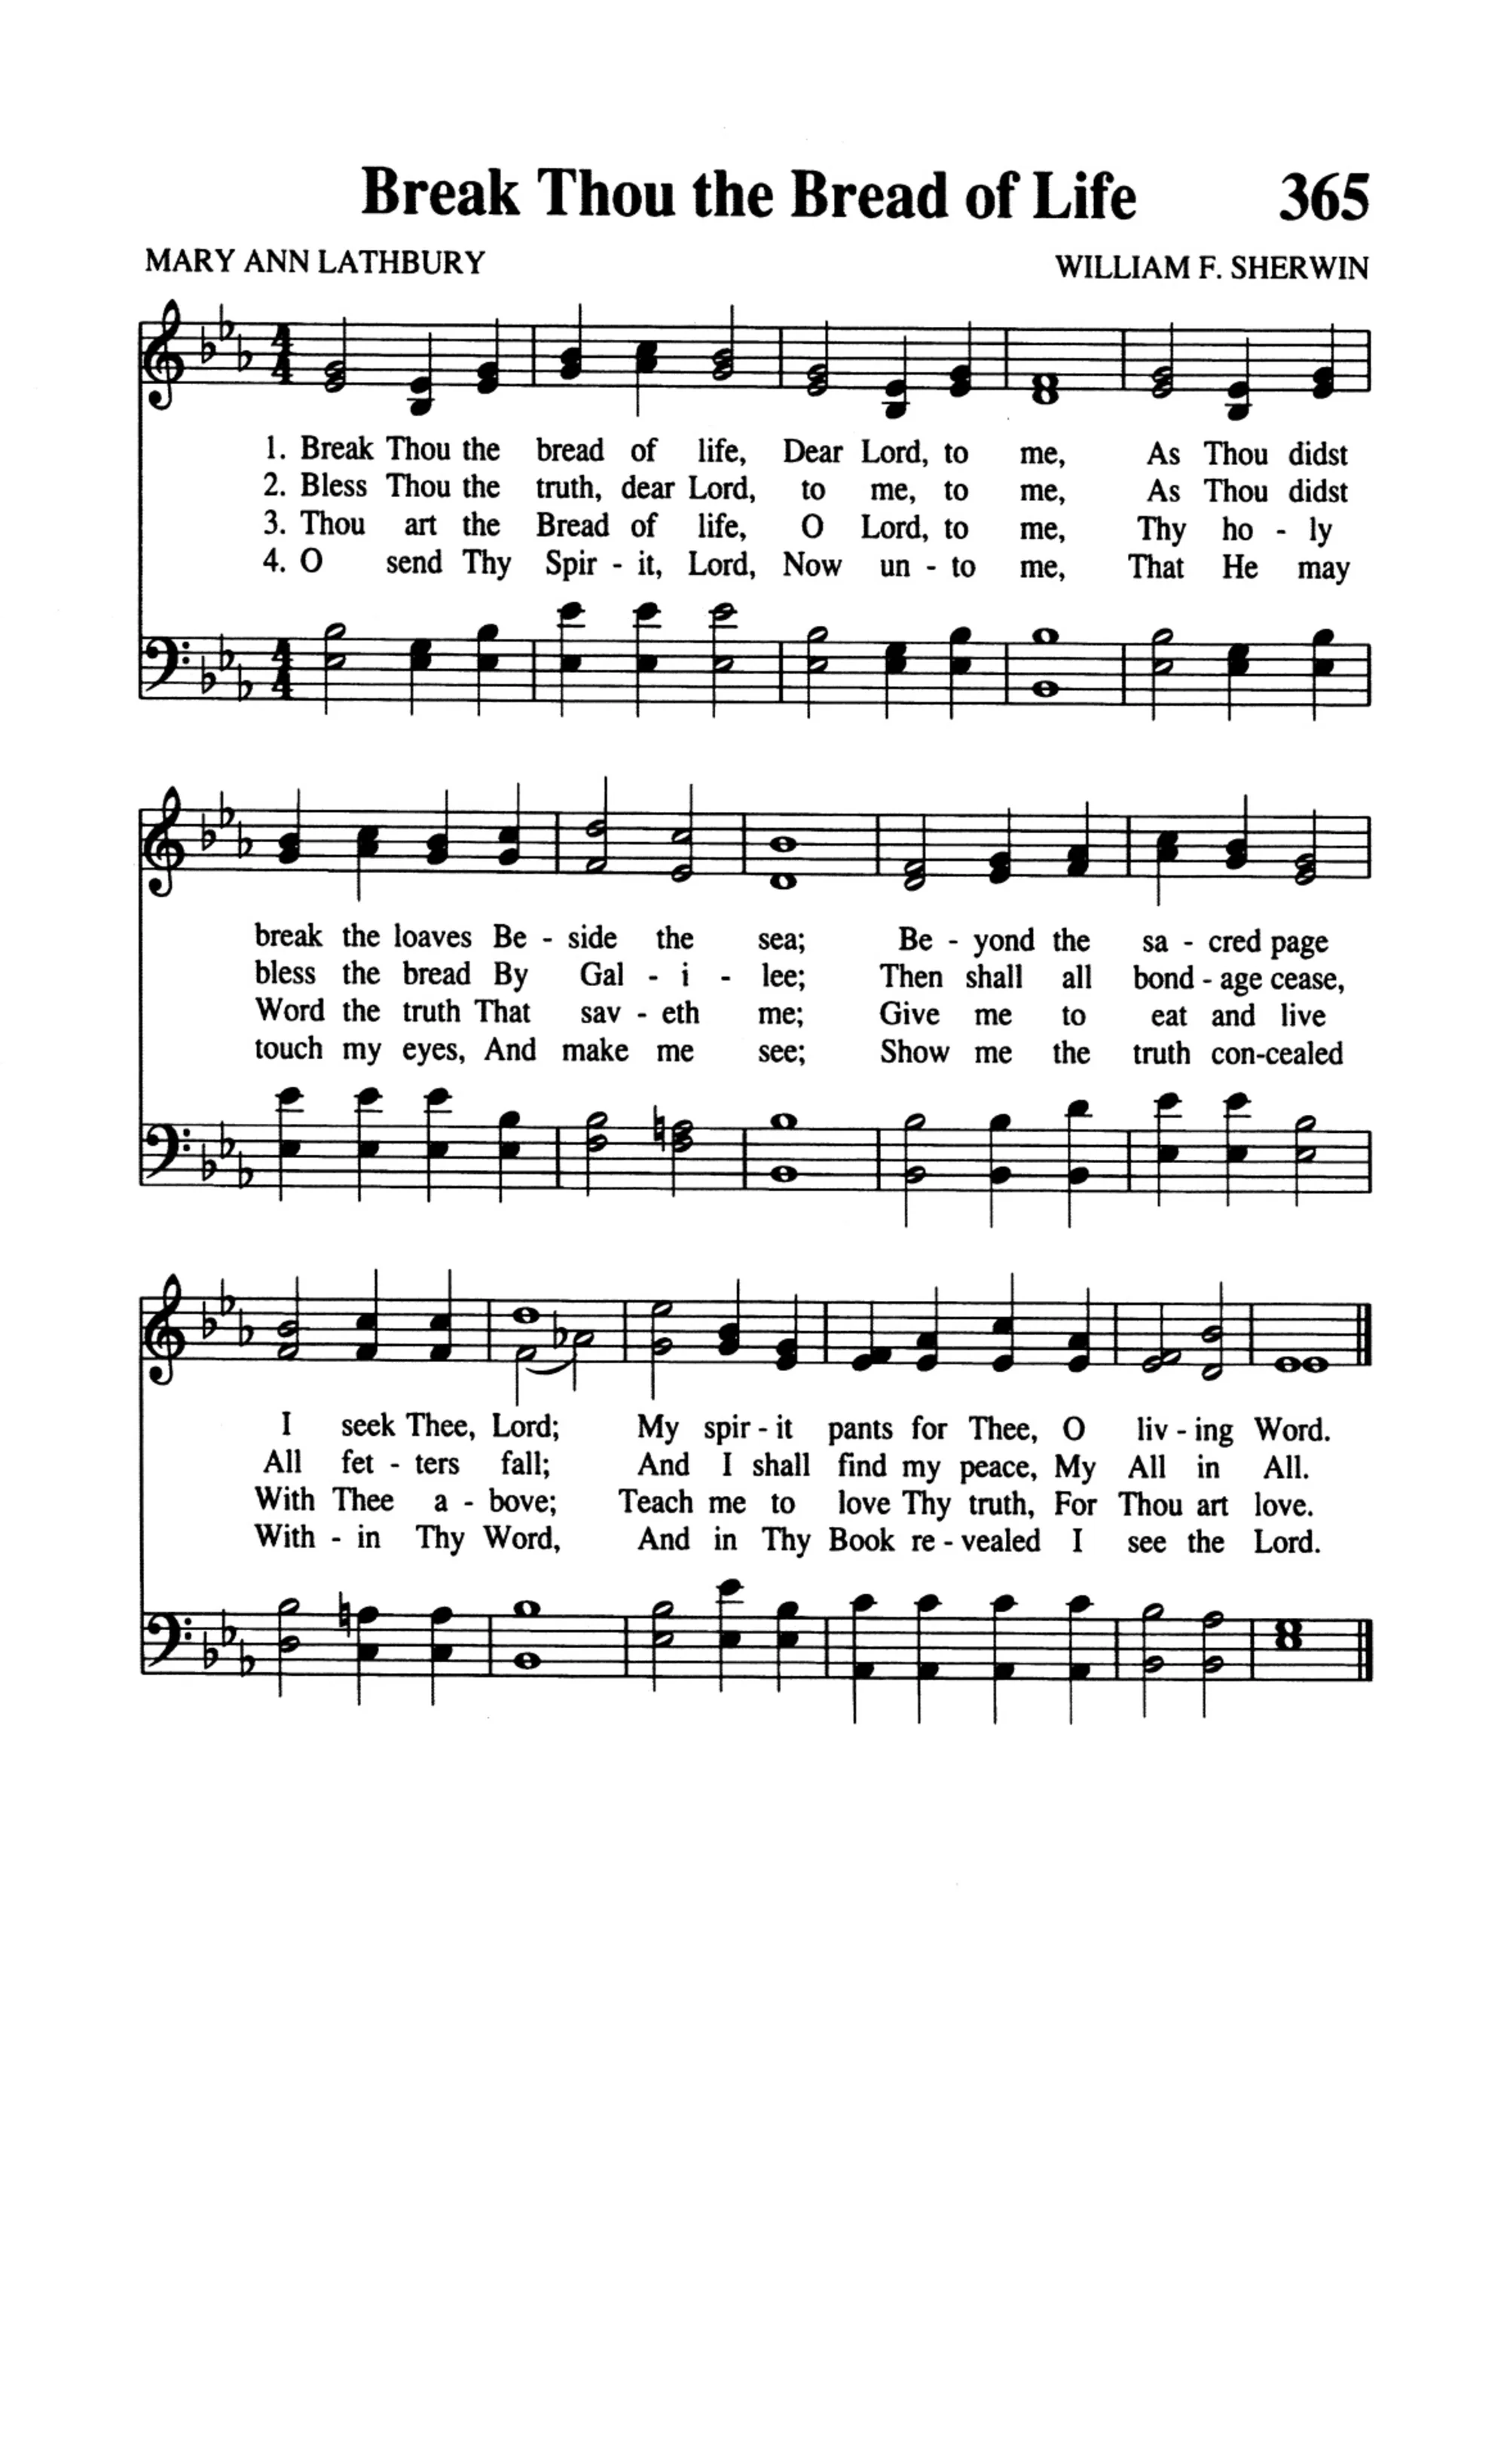 Break Thou the Bread of Life 365
MARY ANN LATHBURY WILLIAM F. SHERWIN
4 4
1. Break Thou the bread of life, Dear Lord, to me, As Thou didst
2. Bless Thou the truth, dear Lord, to me, to me, As Thou didst
3. Thou art the Bread of life, O Lord, to me, Thy ho - ly
4. O send Thy Spir - it, Lord, Now un - to me, That He may
4 4
break the loaves Be - side the sea; Be - yond the sa - cred page
bless the bread By Gal - i - lee; Then shall all bond - age cease,
Word the truth That sav - eth me; Give me to eat and live
touch my eyes, And make me see; Show me the truth con-cealed
I seek Thee, Lord; My spir - it pants for Thee, O liv - ing Word.
All fet - ters fall; And I shall find my peace, My All in All.
With Thee a - bove; Teach me to love Thy truth, For Thou art love.
With - in Thy Word, And in Thy Book re - vealed I see the Lord.